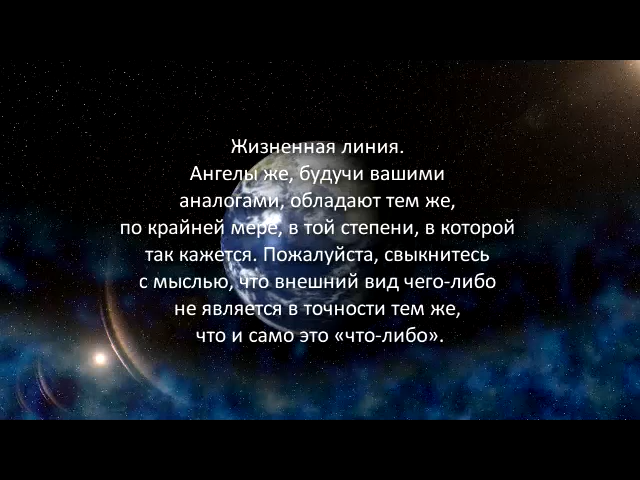 Жизненная линия.
Ангелы же, будучи вашими
аналогами, обладают тем же,
по крайней мере, в той степени, в которой
так кажется. Пожалуйста, свыкнитесь
с мыслью, что внешний вид чего-либо
не является в точности тем же,
что и само это «что-либо».